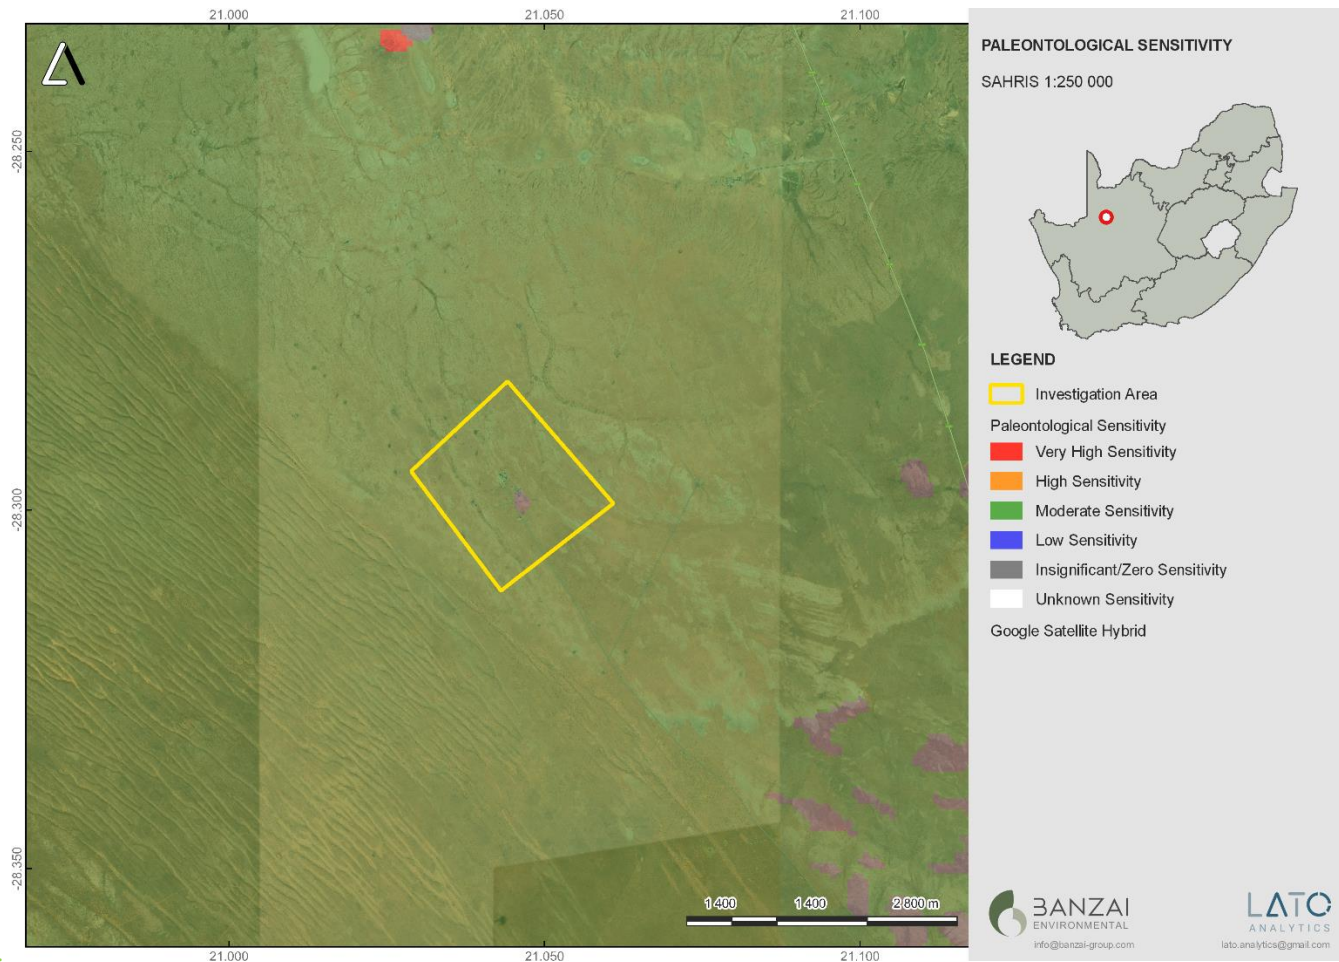 21.000 21.050 21.100
-28.250
-28.300
-28.350
1 400 1 400 2 800 m
21.000 21.050 21.100
PALEONTOLOGICAL SENSITIVITY
SAHRIS 1:250 000
LEGEND
Investigation Area
Paleontological Sensitivity
Very High Sensitivity
High Sensitivity
Moderate Sensitivity
Low Sensitivity
Insignificant/Zero Sensitivity
Unknown Sensitivity
Google Satellite Hybrid
BANZAI
ENVIRONMENTAL
info@banzai-group.com
LATO
ANALYTICS
lato.analytics@gmail.com